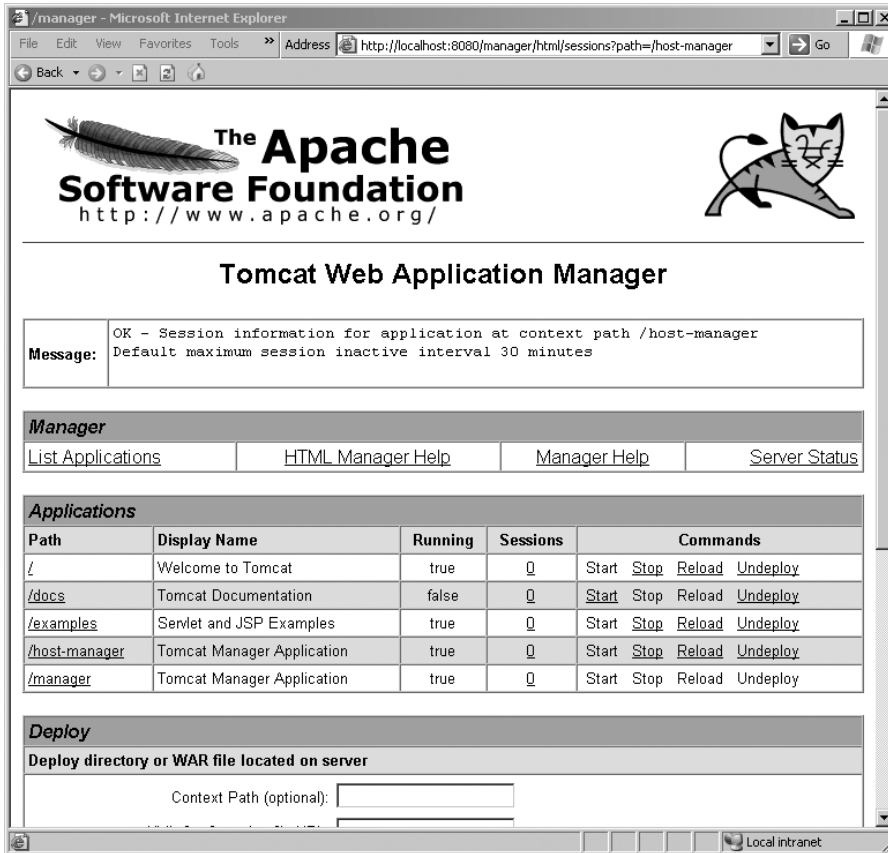 /manager - Microsoft Internet Explorer
File Edit View Favorites Tools » Address http://localhost:8080/manager/html/sessions?path=/host-manager Go
Back
The Apache
Software Foundation
http://www.apache.org/
Tomcat Web Application Manager
Message: OK - Session information for application at context path /host-manager
Default maximum session inactive interval 30 minutes
Manager
List Applications HTML Manager Help Manager Help Server Status
Applications
Path Display Name Running Sessions Commands
/ Welcome to Tomcat true 0 Start Stop Reload Undeploy
/docs Tomcat Documentation false 0 Start Stop Reload Undeploy
/examples Servlet and JSP Examples true 0 Start Stop Reload Undeploy
/host-manager Tomcat Manager Application true 0 Start Stop Reload Undeploy
/manager Tomcat Manager Application true 0 Start Stop Reload Undeploy
Deploy
Deploy directory or WAR file located on server
Context Path (optional):
Local intranet